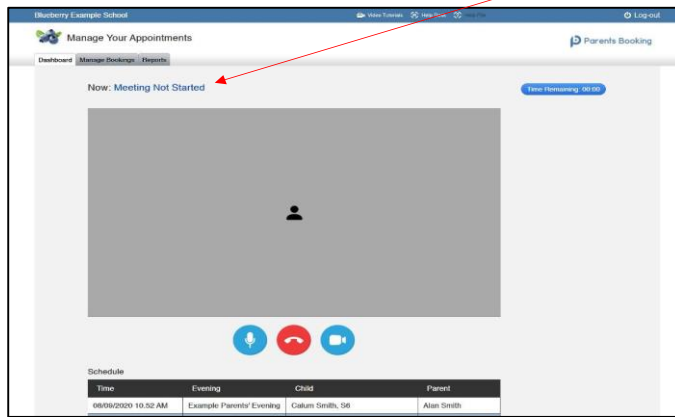 Blueberry Example School Video Tutorials Help Log-out
Manage Your Appointments
Parents Booking
Dashboard Manage Bookings Reports
Now: Meeting Not Started
Time Remaining: 00:00
Schedule
Time Evening Child Parent
08/09/2020 10.52 AM Example Parents' Evening Calum Smith, S6 Alan Smith